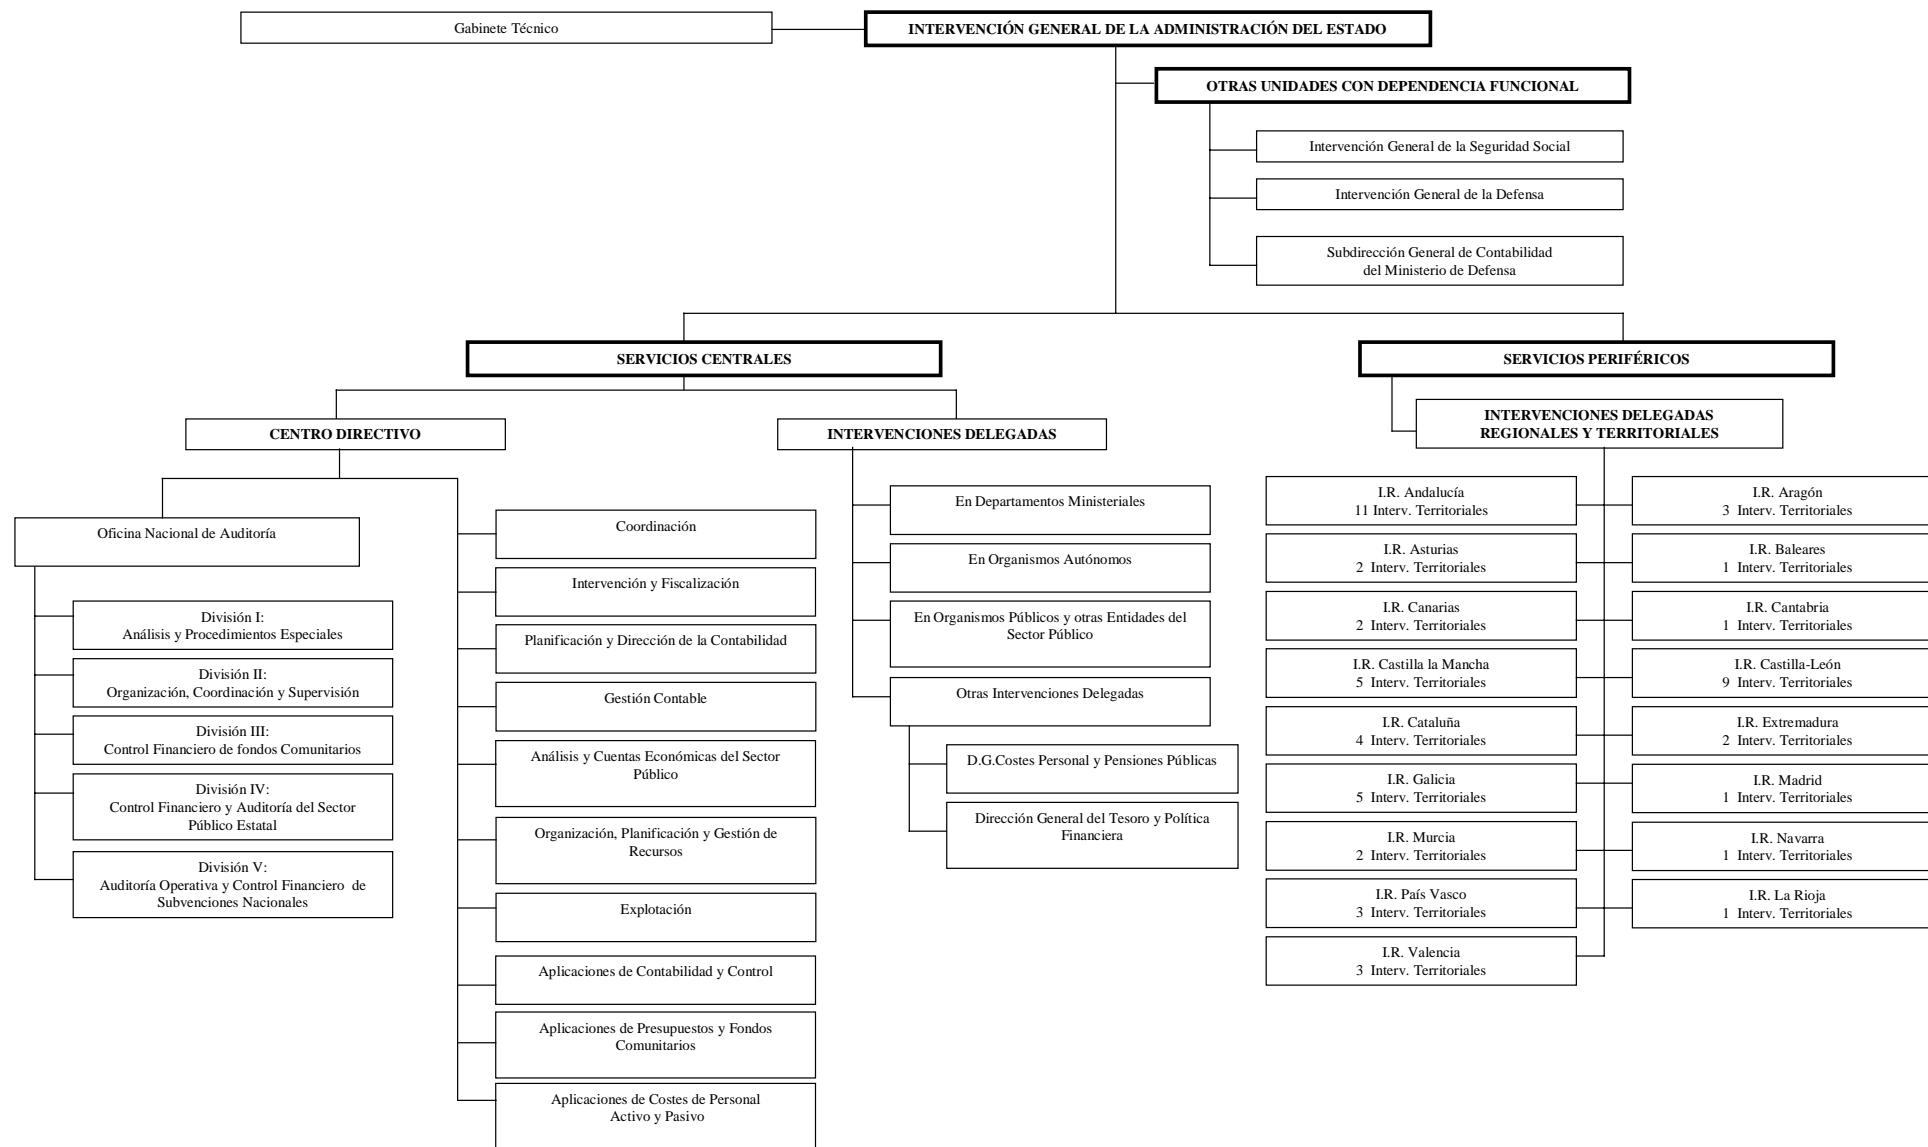 Gabinete Técnico
INTERVENCIÓN GENERAL DE LA ADMINISTRACIÓN DEL ESTADO
OTRAS UNIDADES CON DEPENDENCIA FUNCIONAL
Intervención General de la Seguridad Social
Intervención General de la Defensa
Subdirección General de Contabilidad
del Ministerio de Defensa
SERVICIOS CENTRALES
CENTRO DIRECTIVO
Oficina Nacional de Auditoría
División I:
Análisis y Procedimientos Especiales
División II:
Organización, Coordinación y Supervisión
División III:
Control Financiero de fondos Comunitarios
División IV:
Control Financiero y Auditoría del Sector
Público Estatal
División V:
Auditoría Operativa y Control Financiero de
Subvenciones Nacionales
Coordinación
Intervención y Fiscalización
Planificación y Dirección de la Contabilidad
Gestión Contable
Análisis y Cuentas Económicas del Sector
Público
Organización, Planificación y Gestión de
Recursos
Explotación
Aplicaciones de Contabilidad y Control
Aplicaciones de Presupuestos y Fondos
Comunitarios
Aplicaciones de Costes de Personal
Activo y Pasivo
INTERVENCIONES DELEGADAS
En Departamentos Ministeriales
En Organismos Autónomos
En Organismos Públicos y otras Entidades del
Sector Público
Otras Intervenciones Delegadas
D.G.Costes Personal y Pensiones Públicas
Dirección General del Tesoro y Política
Financiera
SERVICIOS PERIFÉRICOS
INTERVENCIONES DELEGADAS
REGIONALES Y TERRITORIALES
I.R. Andalucía
11 Interv. Territoriales
I.R. Aragón
3 Interv. Territoriales
I.R. Asturias
2 Interv. Territoriales
I.R. Baleares
1 Interv. Territoriales
I.R. Canarias
2 Interv. Territoriales
I.R. Cantabria
1 Interv. Territoriales
I.R. Castilla la Mancha
5 Interv. Territoriales
I.R. Castilla-León
9 Interv. Territoriales
I.R. Cataluña
4 Interv. Territoriales
I.R. Extremadura
2 Interv. Territoriales
I.R. Galicia
5 Interv. Territoriales
I.R. Madrid
1 Interv. Territoriales
I.R. Murcia
2 Interv. Territoriales
I.R. Navarra
1 Interv. Territoriales
I.R. País Vasco
3 Interv. Territoriales
I.R. La Rioja
1 Interv. Territoriales
I.R. Valencia
3 Interv. Territoriales